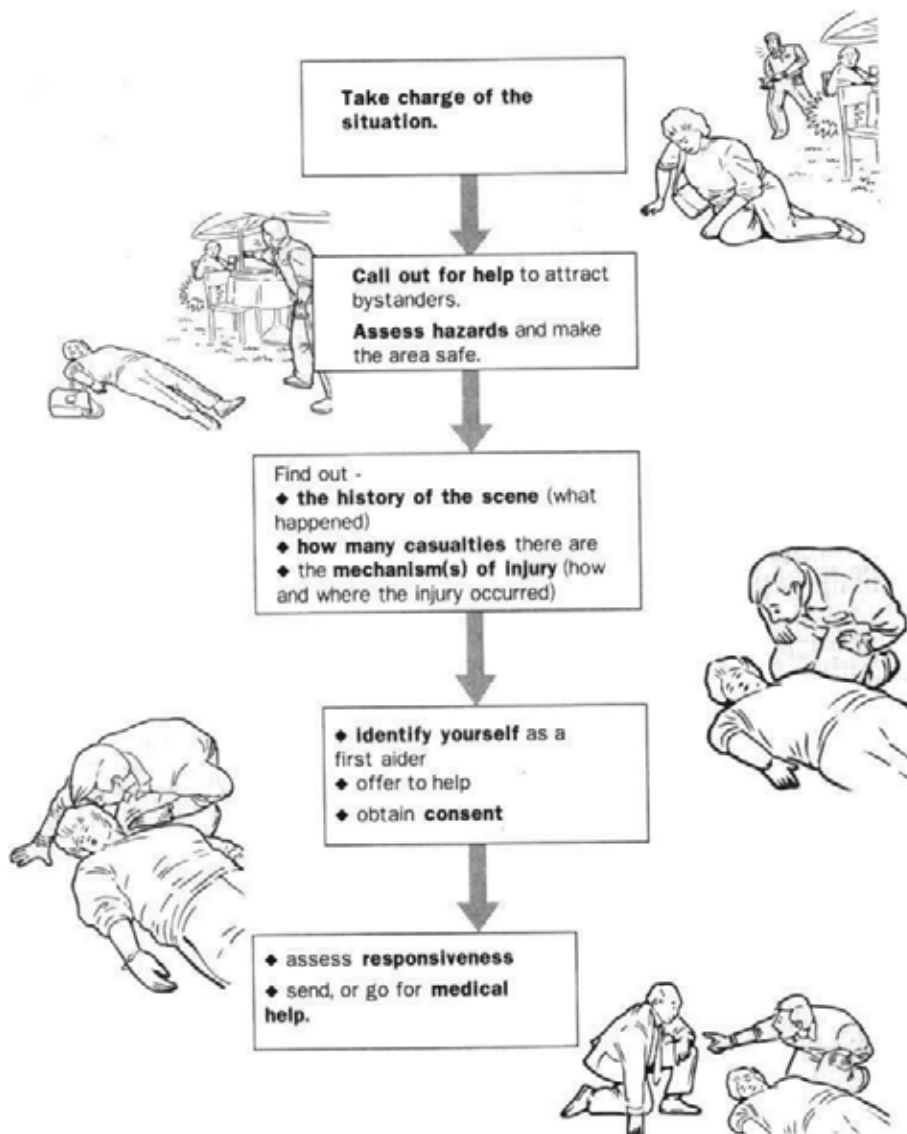 Take charge of the
situation.
Call out for help to attract
bystanders.
Assess hazards and make
the area safe.
Find out -
◆ the history of the scene (what
happened)
◆ how many casualties there are
◆ the mechanism(s) of injury (how
and where the injury occurred)
◆ identify yourself as a
first aider
◆ offer to help
◆ obtain consent
◆ assess responsiveness
◆ send, or go for medical
help.